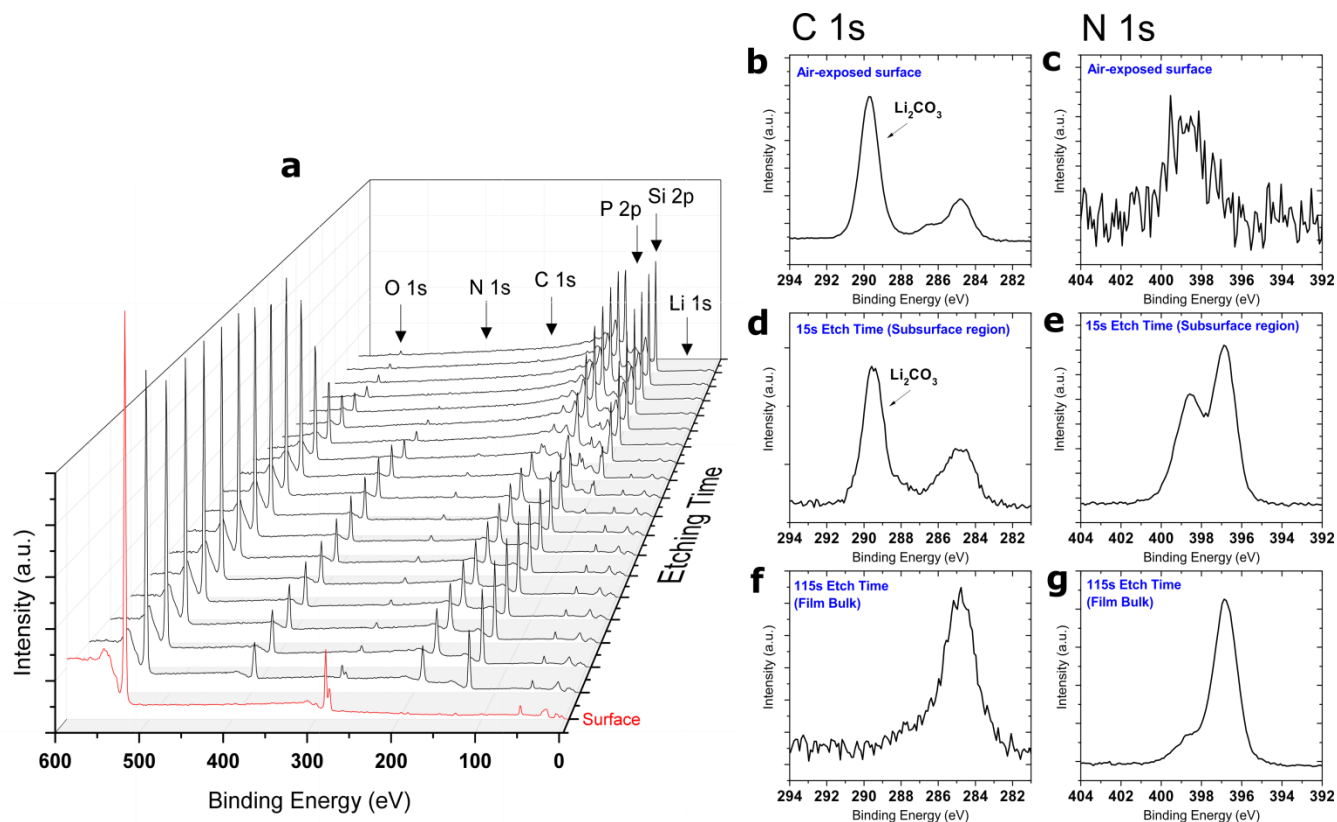 C 1s
N 1s
a
O 1s
N 1s
C 1s
P 2p
Si 2p
Li 1s
Intensity (a.u.)
Etching Time
Surface
600 500 400 300 200 100 0
Binding Energy (eV)
b
Air-exposed surface
Li2CO3
Intensity (a.u.)
294 292 290 288 286 284 282
Binding Energy (eV)
c
Air-exposed surface
Intensity (a.u.)
404 402 400 398 396 394 392
Binding Energy (eV)
d
15s Etch Time (Subsurface region)
Li2CO3
Intensity (a.u.)
294 292 290 288 286 284 282
Binding Energy (eV)
e
15s Etch Time (Subsurface region)
Intensity (a.u.)
404 402 400 398 396 394 392
Binding Energy (eV)
f
115s Etch Time
(Film Bulk)
Intensity (a.u.)
294 292 290 288 286 284 282
Binding Energy (eV)
g
115s Etch Time
(Film Bulk)
Intensity (a.u.)
404 402 400 398 396 394 392
Binding Energy (eV)